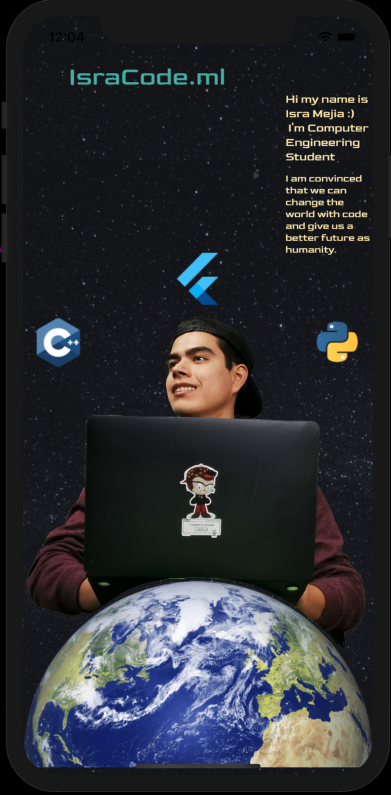 12:04
IsraCode.ml
Hi my name is
Isra Mejia :)
I'm Computer
Engineering
Student
I am convinced
that we can
change the
world with code
and give us a
better future as
humanity.
C++